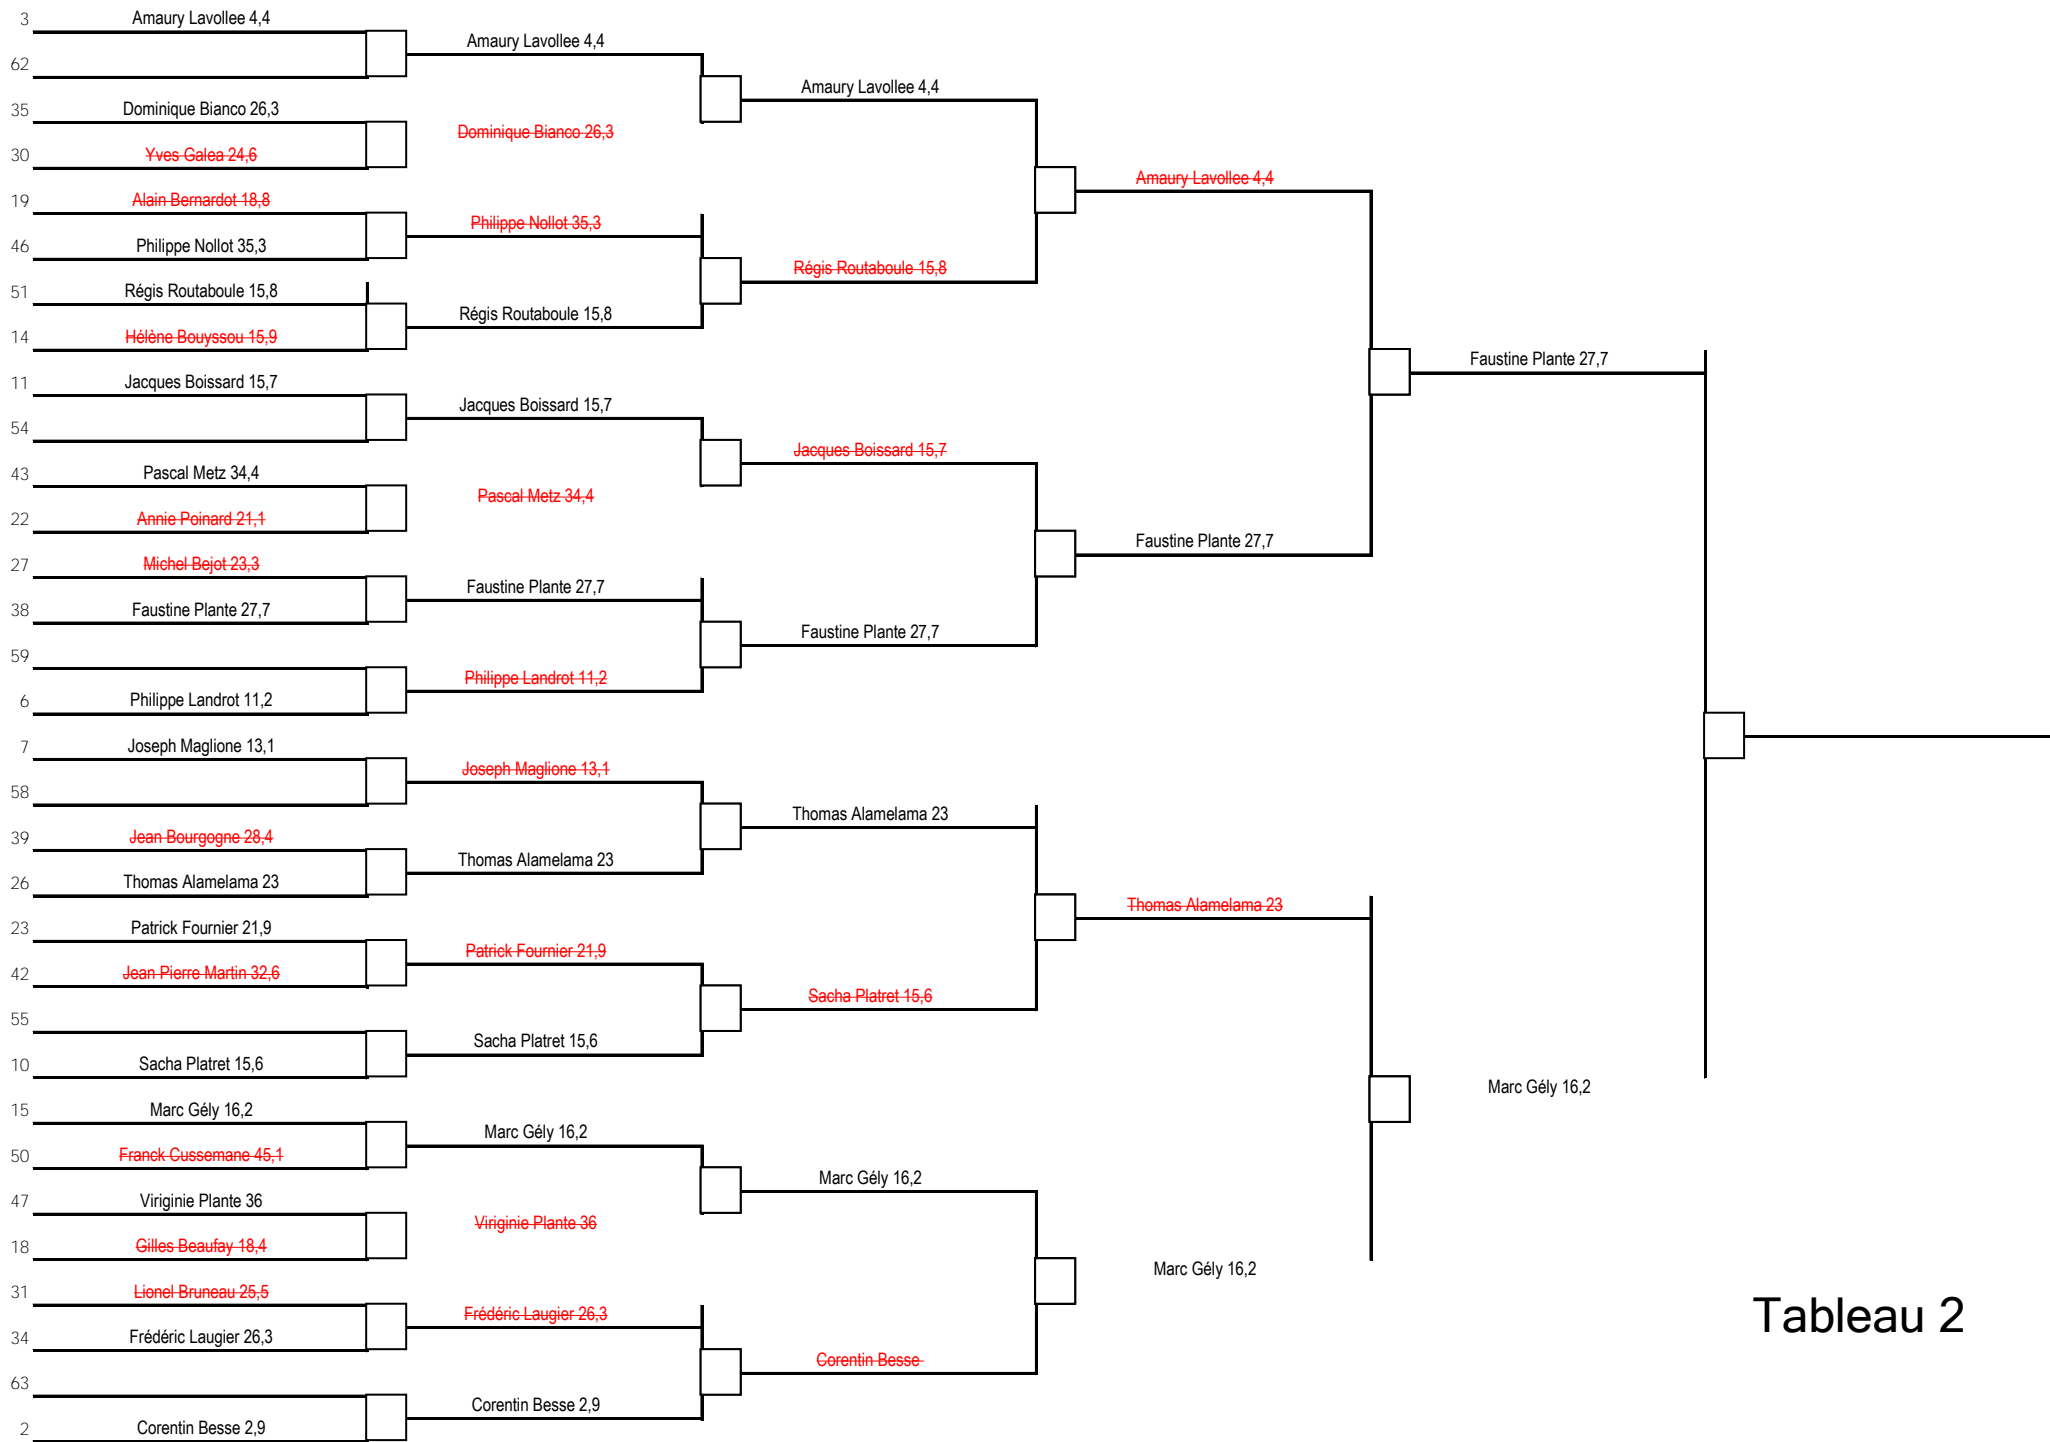 3 Amaury Lavollee 4,4
Amaury Lavollee 4,4
62
Amaury Lavollee 4,4
35 Dominique Bianco 26,3
Dominique Bianco 26,3
30 Yves Galea 24,6
Amaury Lavollee 4,4
19 Alain Bernardot 18,8
Philippe Nollot 35,3
46 Philippe Nollot 35,3
Régis Routaboule 15,8
51 Régis Routaboule 15,8
Régis Routaboule 15,8
14 Hélène Bouyssou 15,9
Faustine Plante 27,7
11 Jacques Boissard 15,7
Jacques Boissard 15,7
54
Jacques Boissard 15,7
43 Pascal Metz 34,4
Pascal Metz 34,4
22 Annie Poinard 21,1
Faustine Plante 27,7
27 Michel Bejot 23,3
Faustine Plante 27,7
38 Faustine Plante 27,7
Faustine Plante 27,7
59
Philippe Landrot 11,2
6 Philippe Landrot 11,2
7 Joseph Maglione 13,1
Joseph Maglione 13,1
58
Thomas Alamelama 23
39 Jean Bourgogne 28,4
Thomas Alamelama 23
26 Thomas Alamelama 23
Thomas Alamelama 23
23 Patrick Fournier 21,9
Patrick Fournier 21,9
42 Jean Pierre Martin 32,6
Sacha Platret 15,6
55
Sacha Platret 15,6
10 Sacha Platret 15,6
Marc Gély 16,2
15 Marc Gély 16,2
Marc Gély 16,2
50 Franck Cussemane 45,1
Marc Gély 16,2
47 Viriginie Plante 36
Viriginie Plante 36
18 Gilles Beaufay 18,4
Marc Gély 16,2
31 Lionel Bruneau 25,5
Frédéric Laugier 26,3
Tableau 2
34 Frédéric Laugier 26,3
Corentin Besse
63
Corentin Besse 2,9
2 Corentin Besse 2,9